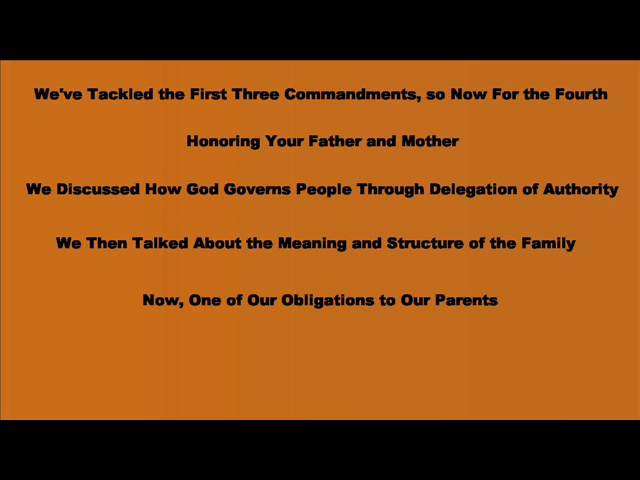 We've Tackled the First Three Commandments, so Now For the Fourth
Honoring Your Father and Mother
We Discussed How God Governs People Through Delegation of Authority
We Then Talked About the Meaning and Structure of the Family
Now, One of Our Obligations to Our Parents